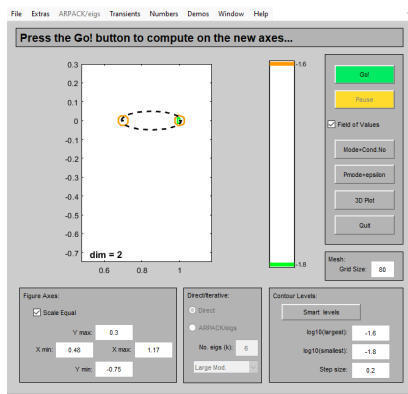 File Extras ARPACK/eigs Transients Numbers Demos Window Help
Press the Go! button to compute on the new axes...
0.3
0.2
0.1
0
-0.1
-0.2
-0.3
-0.4
-0.5
-0.6
-0.7
dim = 2
0.6 0.8 1
-1.6
-1.8
Go!
Pause
Field of Values
Mode+Cond.No
Pmode+epsilon
3D Plot
Quit
Mesh:
Grid Size: 80
Figure Axes:
Scale Equal
Y max: 0.3
X min: 0.48 X max: 1.17
Y min: -0.75
Direct/Iterative:
Direct
ARPACK/eigs
No. eigs (k): 6
Large Mod.
Contour Levels:
Smart levels
log10(largest): -1.6
log10(smallest): -1.8
Step size: 0.2